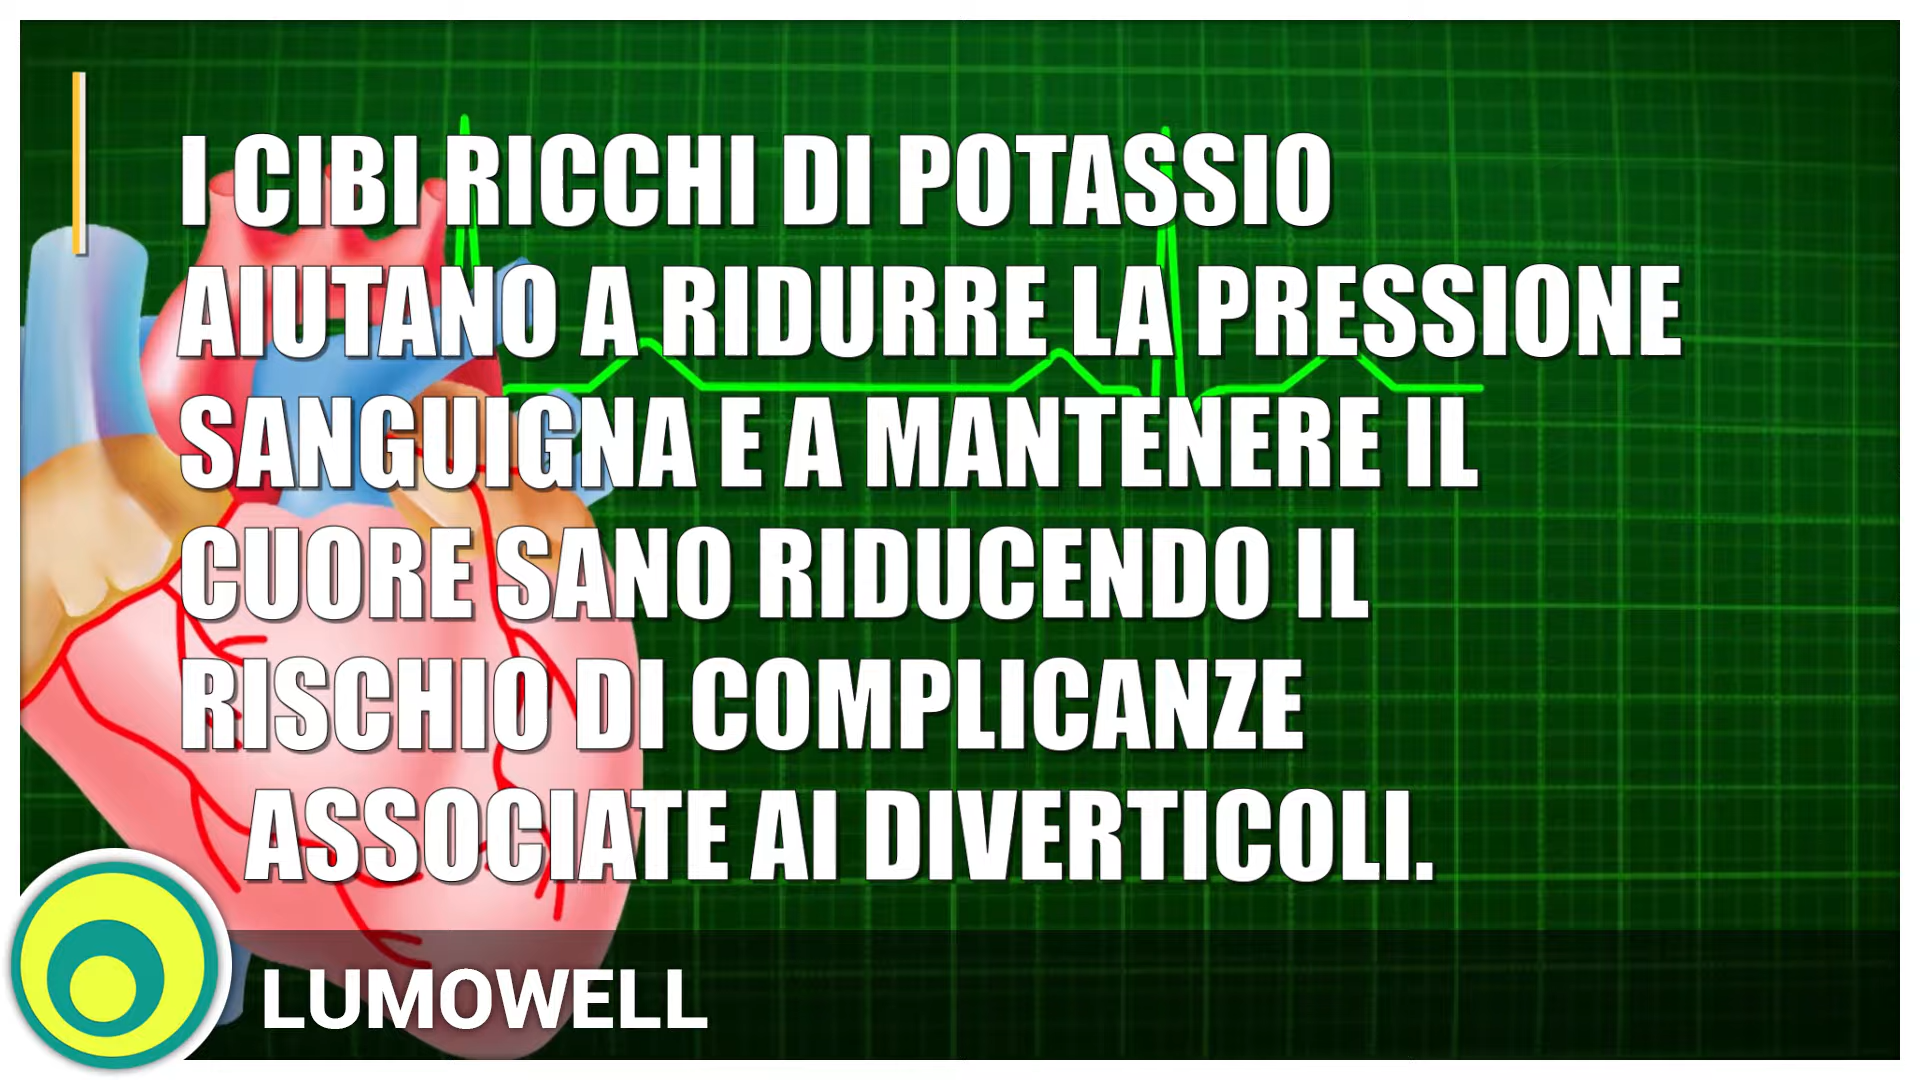 I CIBI RICCHI DI POTASSIO
AIUTANO A RIDURRE LA PRESSIONE
SANGUIGNA E A MANTENERE IL
CUORE SANO RIDUCENDO IL
RISCHIO DI COMPLICANZE
ASSOCIATE AI DIVERTICOLI.
LUMOWELL